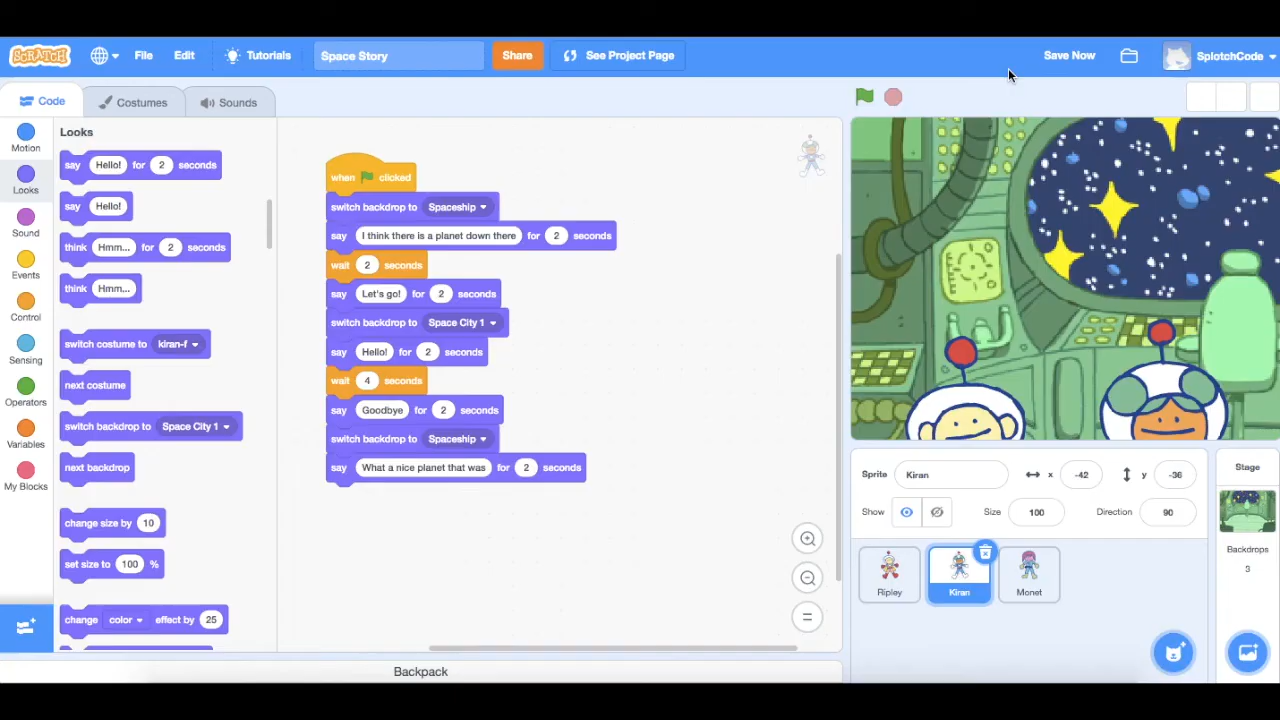 SCRATCH File Edit Tutorials Space Story Share See Project Page Save Now SplotchCode
Code Costumes Sounds
Motion
Looks
Sound
Events
Control
Sensing
Operators
Variables
My Blocks
Looks
say Hello! for 2 seconds
say Hello!
think Hmm... for 2 seconds
think Hmm...
switch costume to kiran-f
next costume
switch backdrop to Space City 1
next backdrop
change size by 10
set size to 100 %
change color effect by 25
when clicked
switch backdrop to Spaceship
say I think there is a planet down there for 2 seconds
wait 2 seconds
say Let's go! for 2 seconds
switch backdrop to Space City 1
say Hello! for 2 seconds
wait 4 seconds
say Goodbye for 2 seconds
switch backdrop to Spaceship
say What a nice planet that was for 2 seconds
Backpack
Sprite Kiran x -42 y -36
Show Size 100 Direction 90
Ripley Kiran Monet
Stage
Backdrops
3